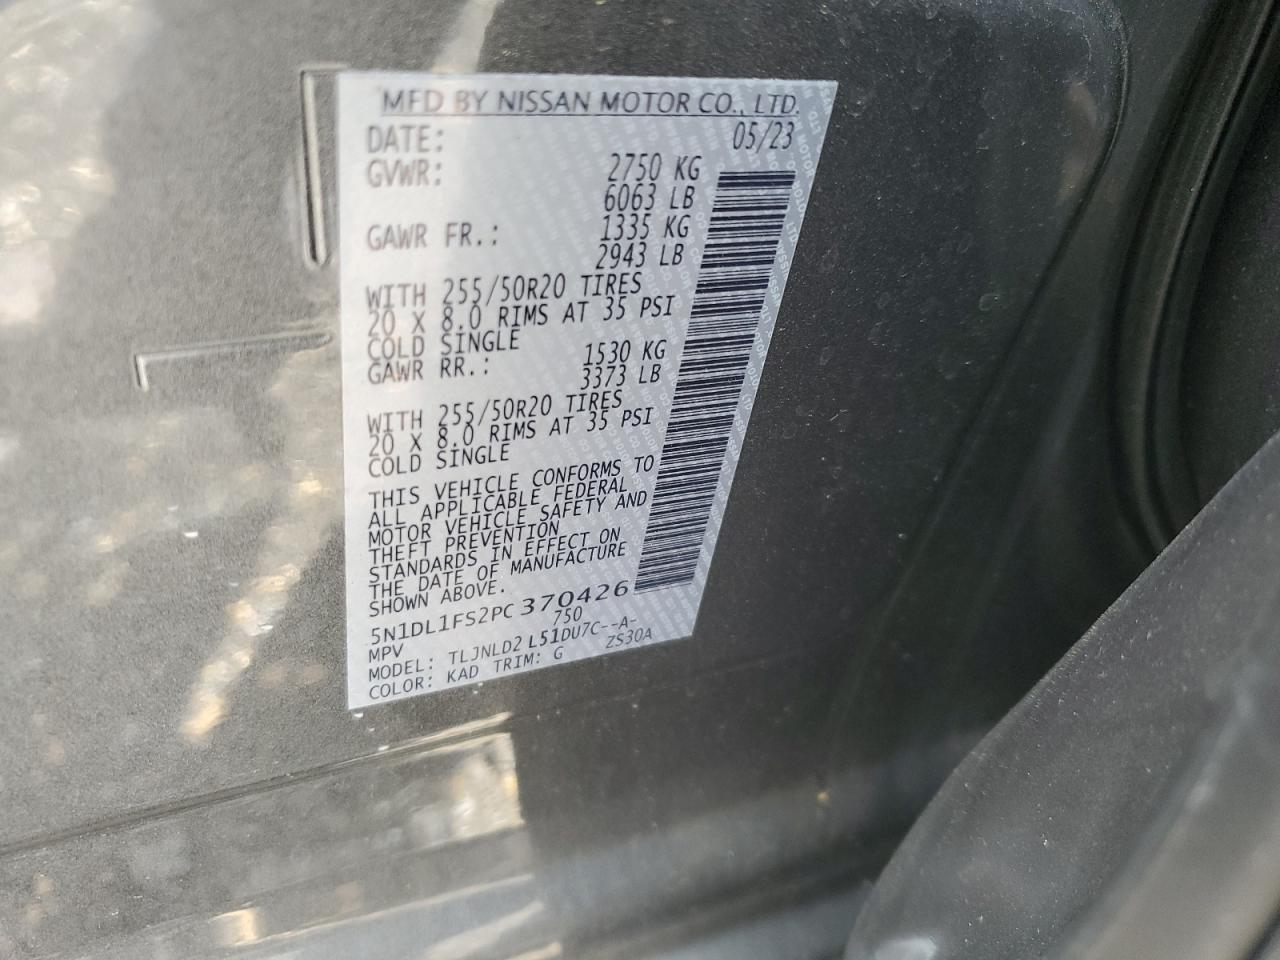 MFD BY NISSAN MOTOR CO., LTD.
DATE: 05/23
GVWR: 2750 KG
6063 LB
GAWR FR.: 1335 KG
2943 LB
WITH 255/50R20 TIRES
20 X 8.0 RIMS AT 35 PSI
COLD SINGLE
GAWR RR.: 1530 KG
3373 LB
WITH 255/50R20 TIRES
20 X 8.0 RIMS AT 35 PSI
COLD SINGLE
THIS VEHICLE CONFORMS TO
ALL APPLICABLE FEDERAL
MOTOR VEHICLE SAFETY AND
THEFT PREVENTION
STANDARDS IN EFFECT ON
THE DATE OF MANUFACTURE
SHOWN ABOVE.
5N1DL1FS2PC370426
MPV 750
MODEL: TLJNLD2 L51DU7C--A-
COLOR: KAD TRIM: G ZS30A